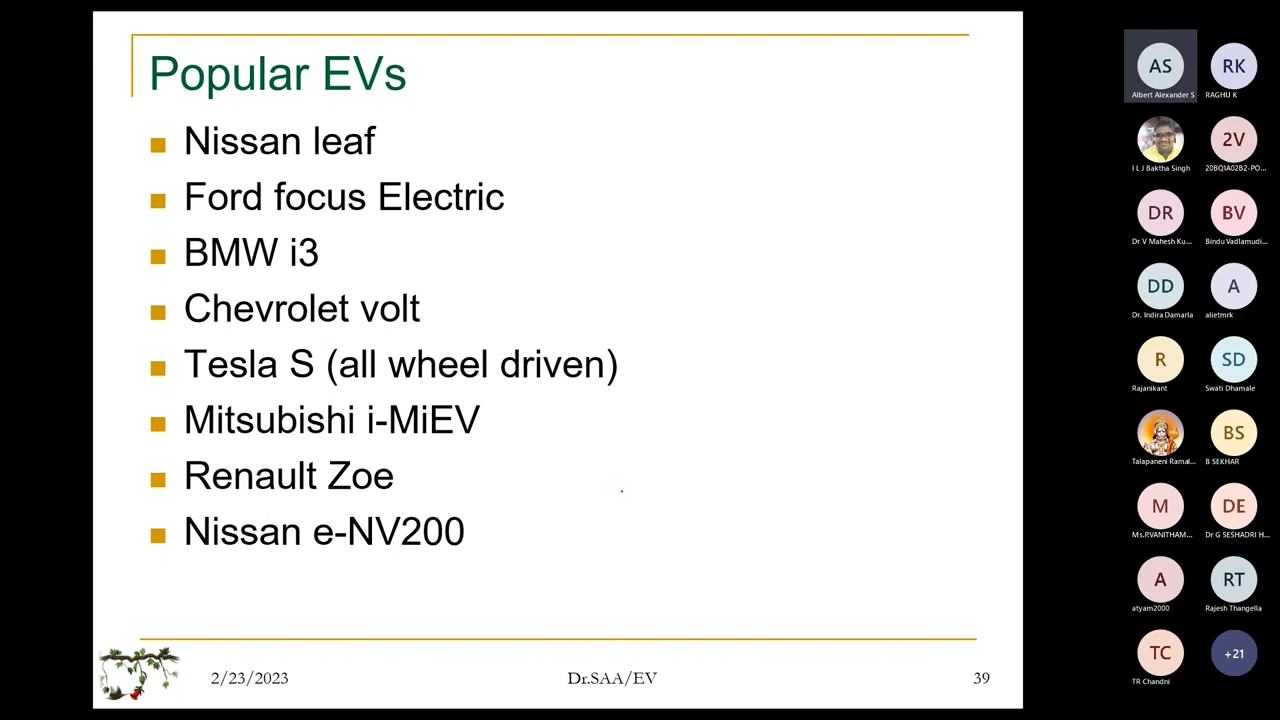 Popular EVs
Nissan leaf
Ford focus Electric
BMW i3
Chevrolet volt
Tesla S (all wheel driven)
Mitsubishi i-MiEV
Renault Zoe
Nissan e-NV200
2/23/2023 Dr.SAA/EV 39
AS RK
Albert Alexander S RAGHU K
2V
I L J Baktha Singh 20BQ1A02B2-PO...
DR BV
Dr V Mahesh Ku... Bindu Vadlamudi...
DD A
Dr. Indira Damarla alietmrk
R SD
Rajanikant Swati Dhamale
BS
Talapaneni Ramal... B SEKHAR
M DE
Ms.P.VANITHAM... Dr G SESHADRI H...
A RT
atyam2000 Rajesh Thangella
TC +21
TR Chandni